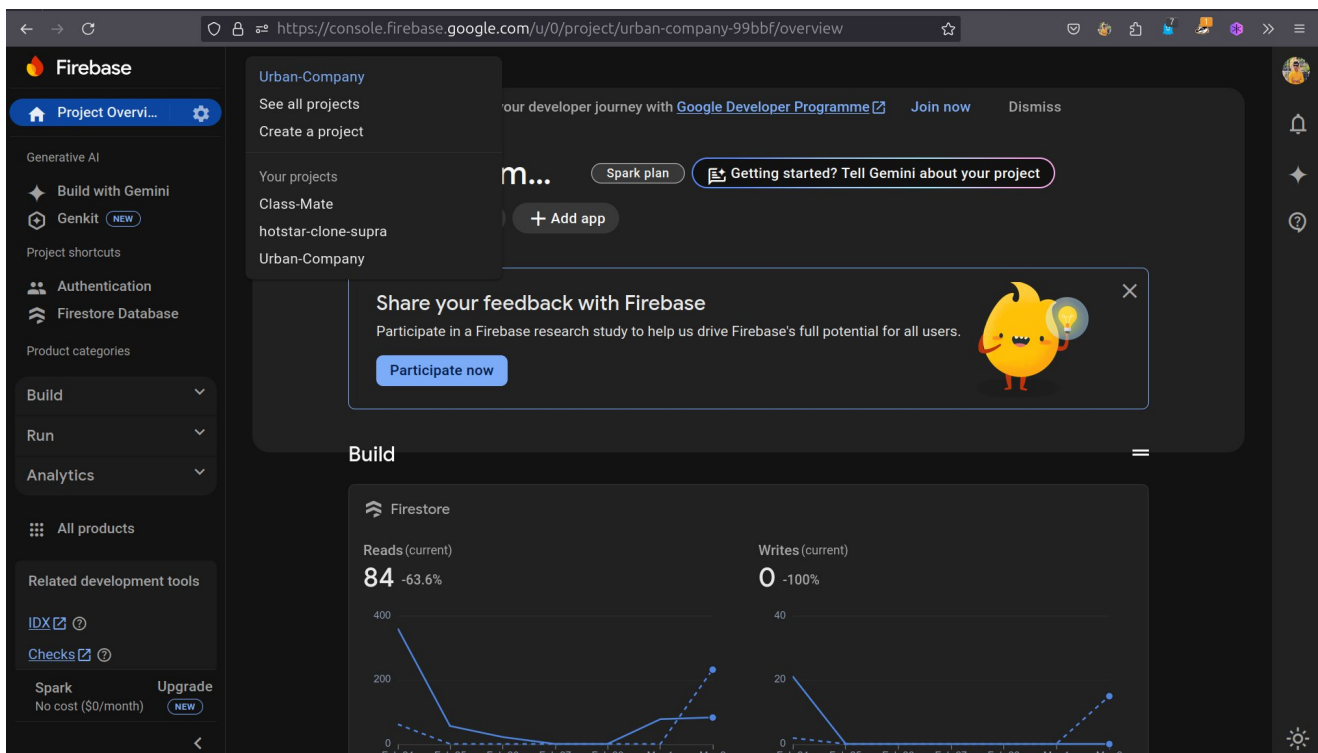 https://console.firebase.google.com/u/0/project/urban-company-99bbf/overview
7
1
Firebase
Project Overvi...
Generative AI
Build with Gemini
Genkit NEW
Project shortcuts
Authentication
Firestore Database
Product categories
Build
Run
Analytics
All products
Related development tools
IDX
Checks
Spark Upgrade
No cost ($0/month) NEW
Urban-Company
See all projects
Create a project
Your projects
Class-Mate
hotstar-clone-supra
Urban-Company
our developer journey with Google Developer Programme Join now Dismiss
m... Spark plan Getting started? Tell Gemini about your project
+ Add app
Share your feedback with Firebase
Participate in a Firebase research study to help us drive Firebase's full potential for all users.
Participate now
Build
Firestore
Reads (current)
84 -63.6%
400
200
0
Writes (current)
0 -100%
40
20
0